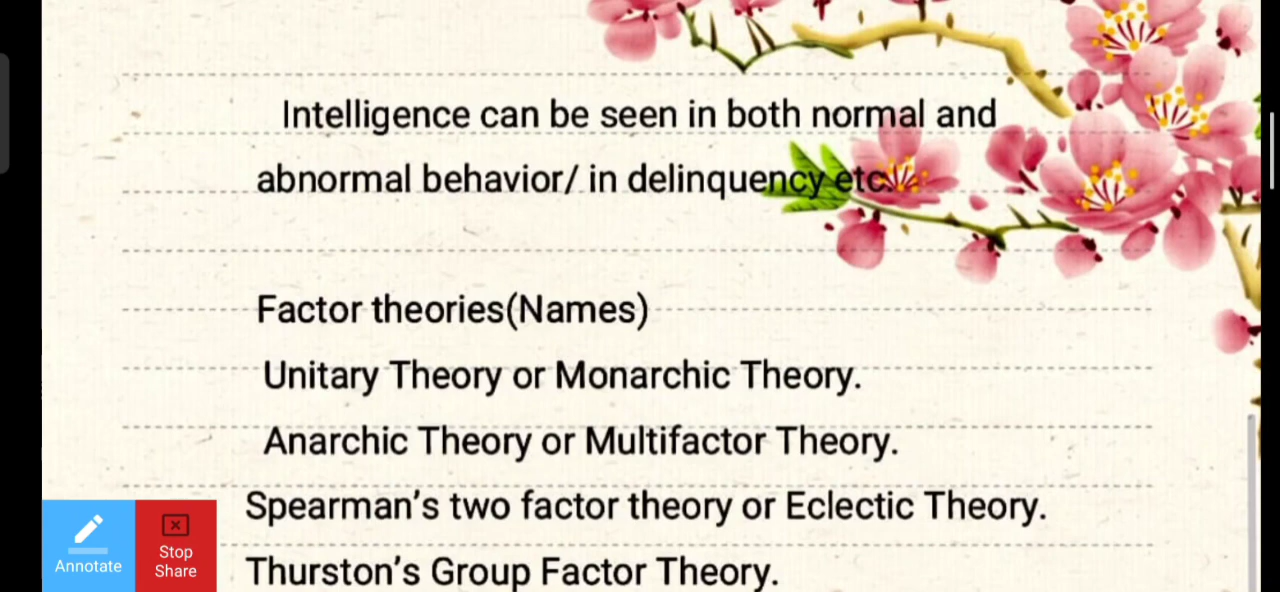 Intelligence can be seen in both normal and
abnormal behavior/ in delinquency etc.
Factor theories(Names)
Unitary Theory or Monarchic Theory.
Anarchic Theory or Multifactor Theory.
Spearman's two factor theory or Eclectic Theory.
Thurston's Group Factor Theory.
Annotate
Stop
Share